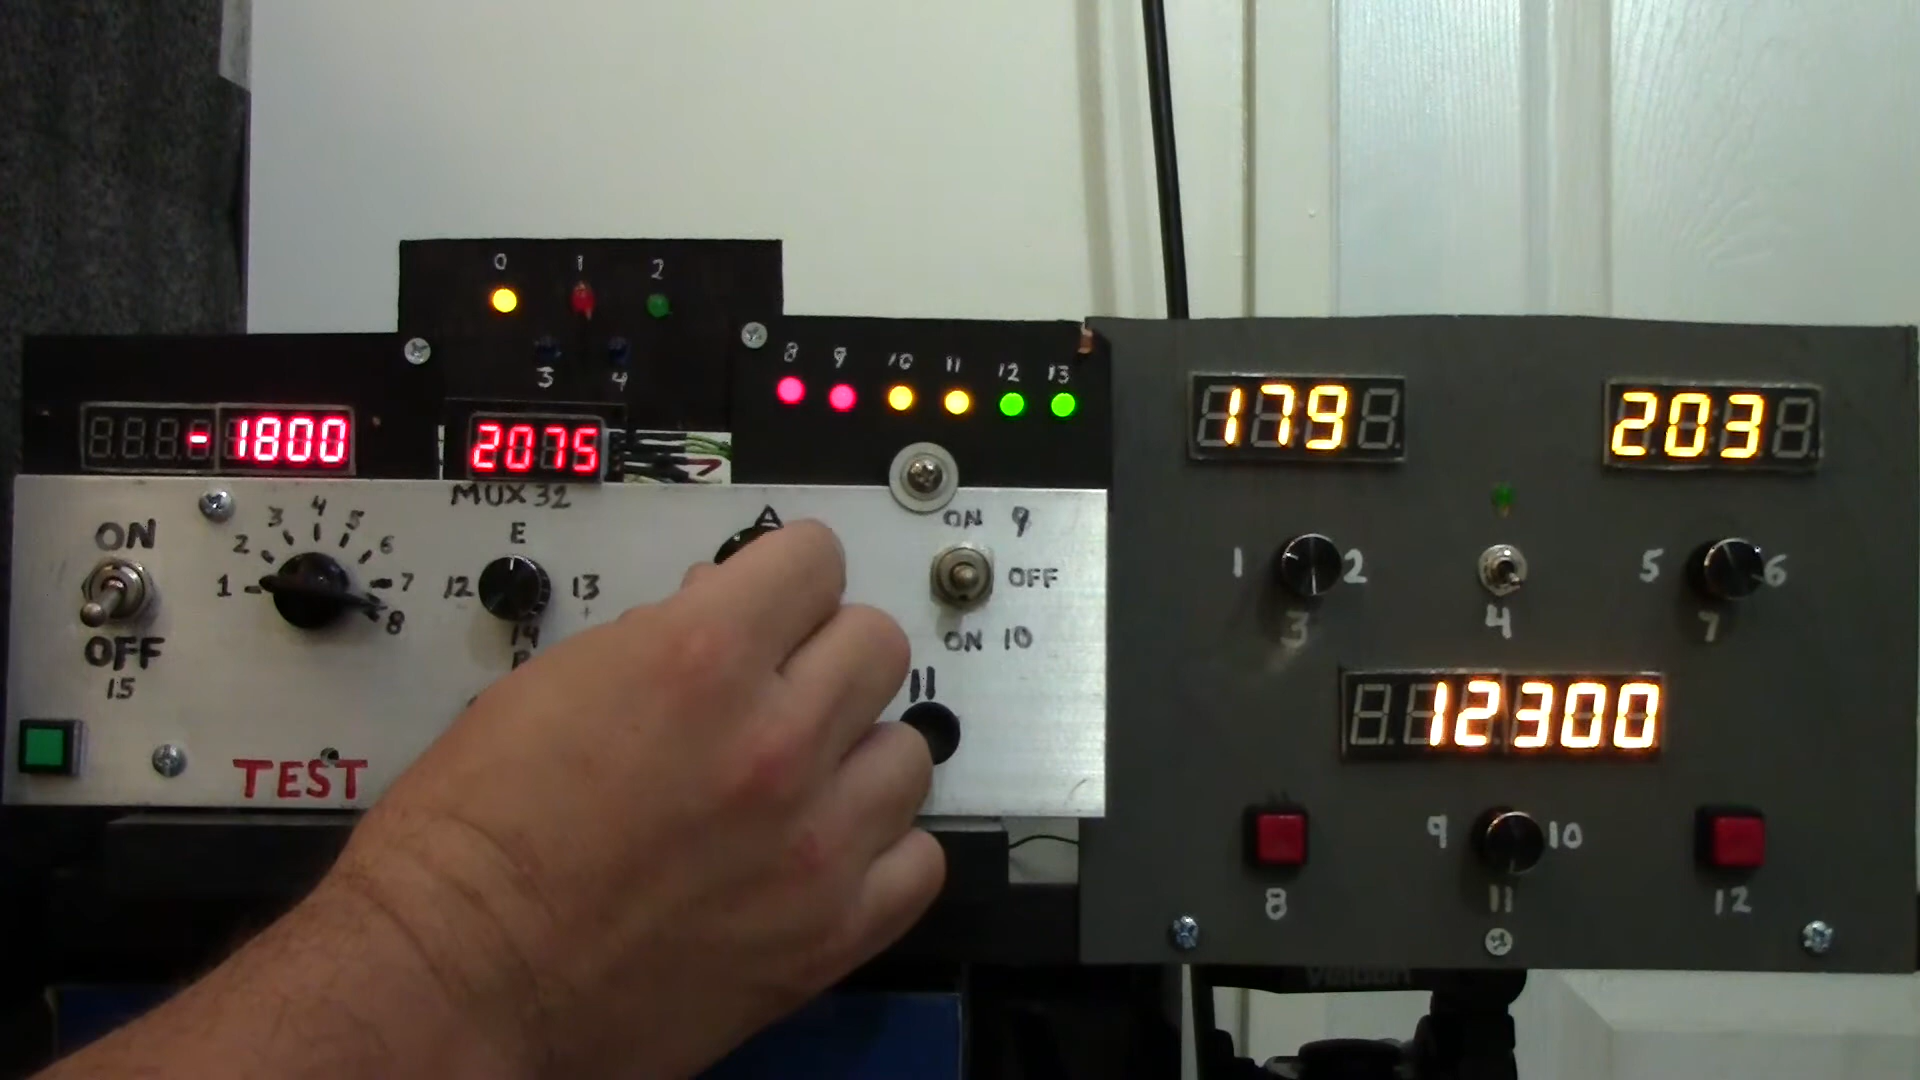 0 1 2
3 4
8 9 10 11 12 13
-1800
2075
179
203
MUX32
ON
OFF
15
1 2 3 4 5 6 7 8
E
12 13
14
A
ON 9
OFF
ON 10
11
TEST
1 2
3
4
5 6
7
12300
8
9 10
11
12